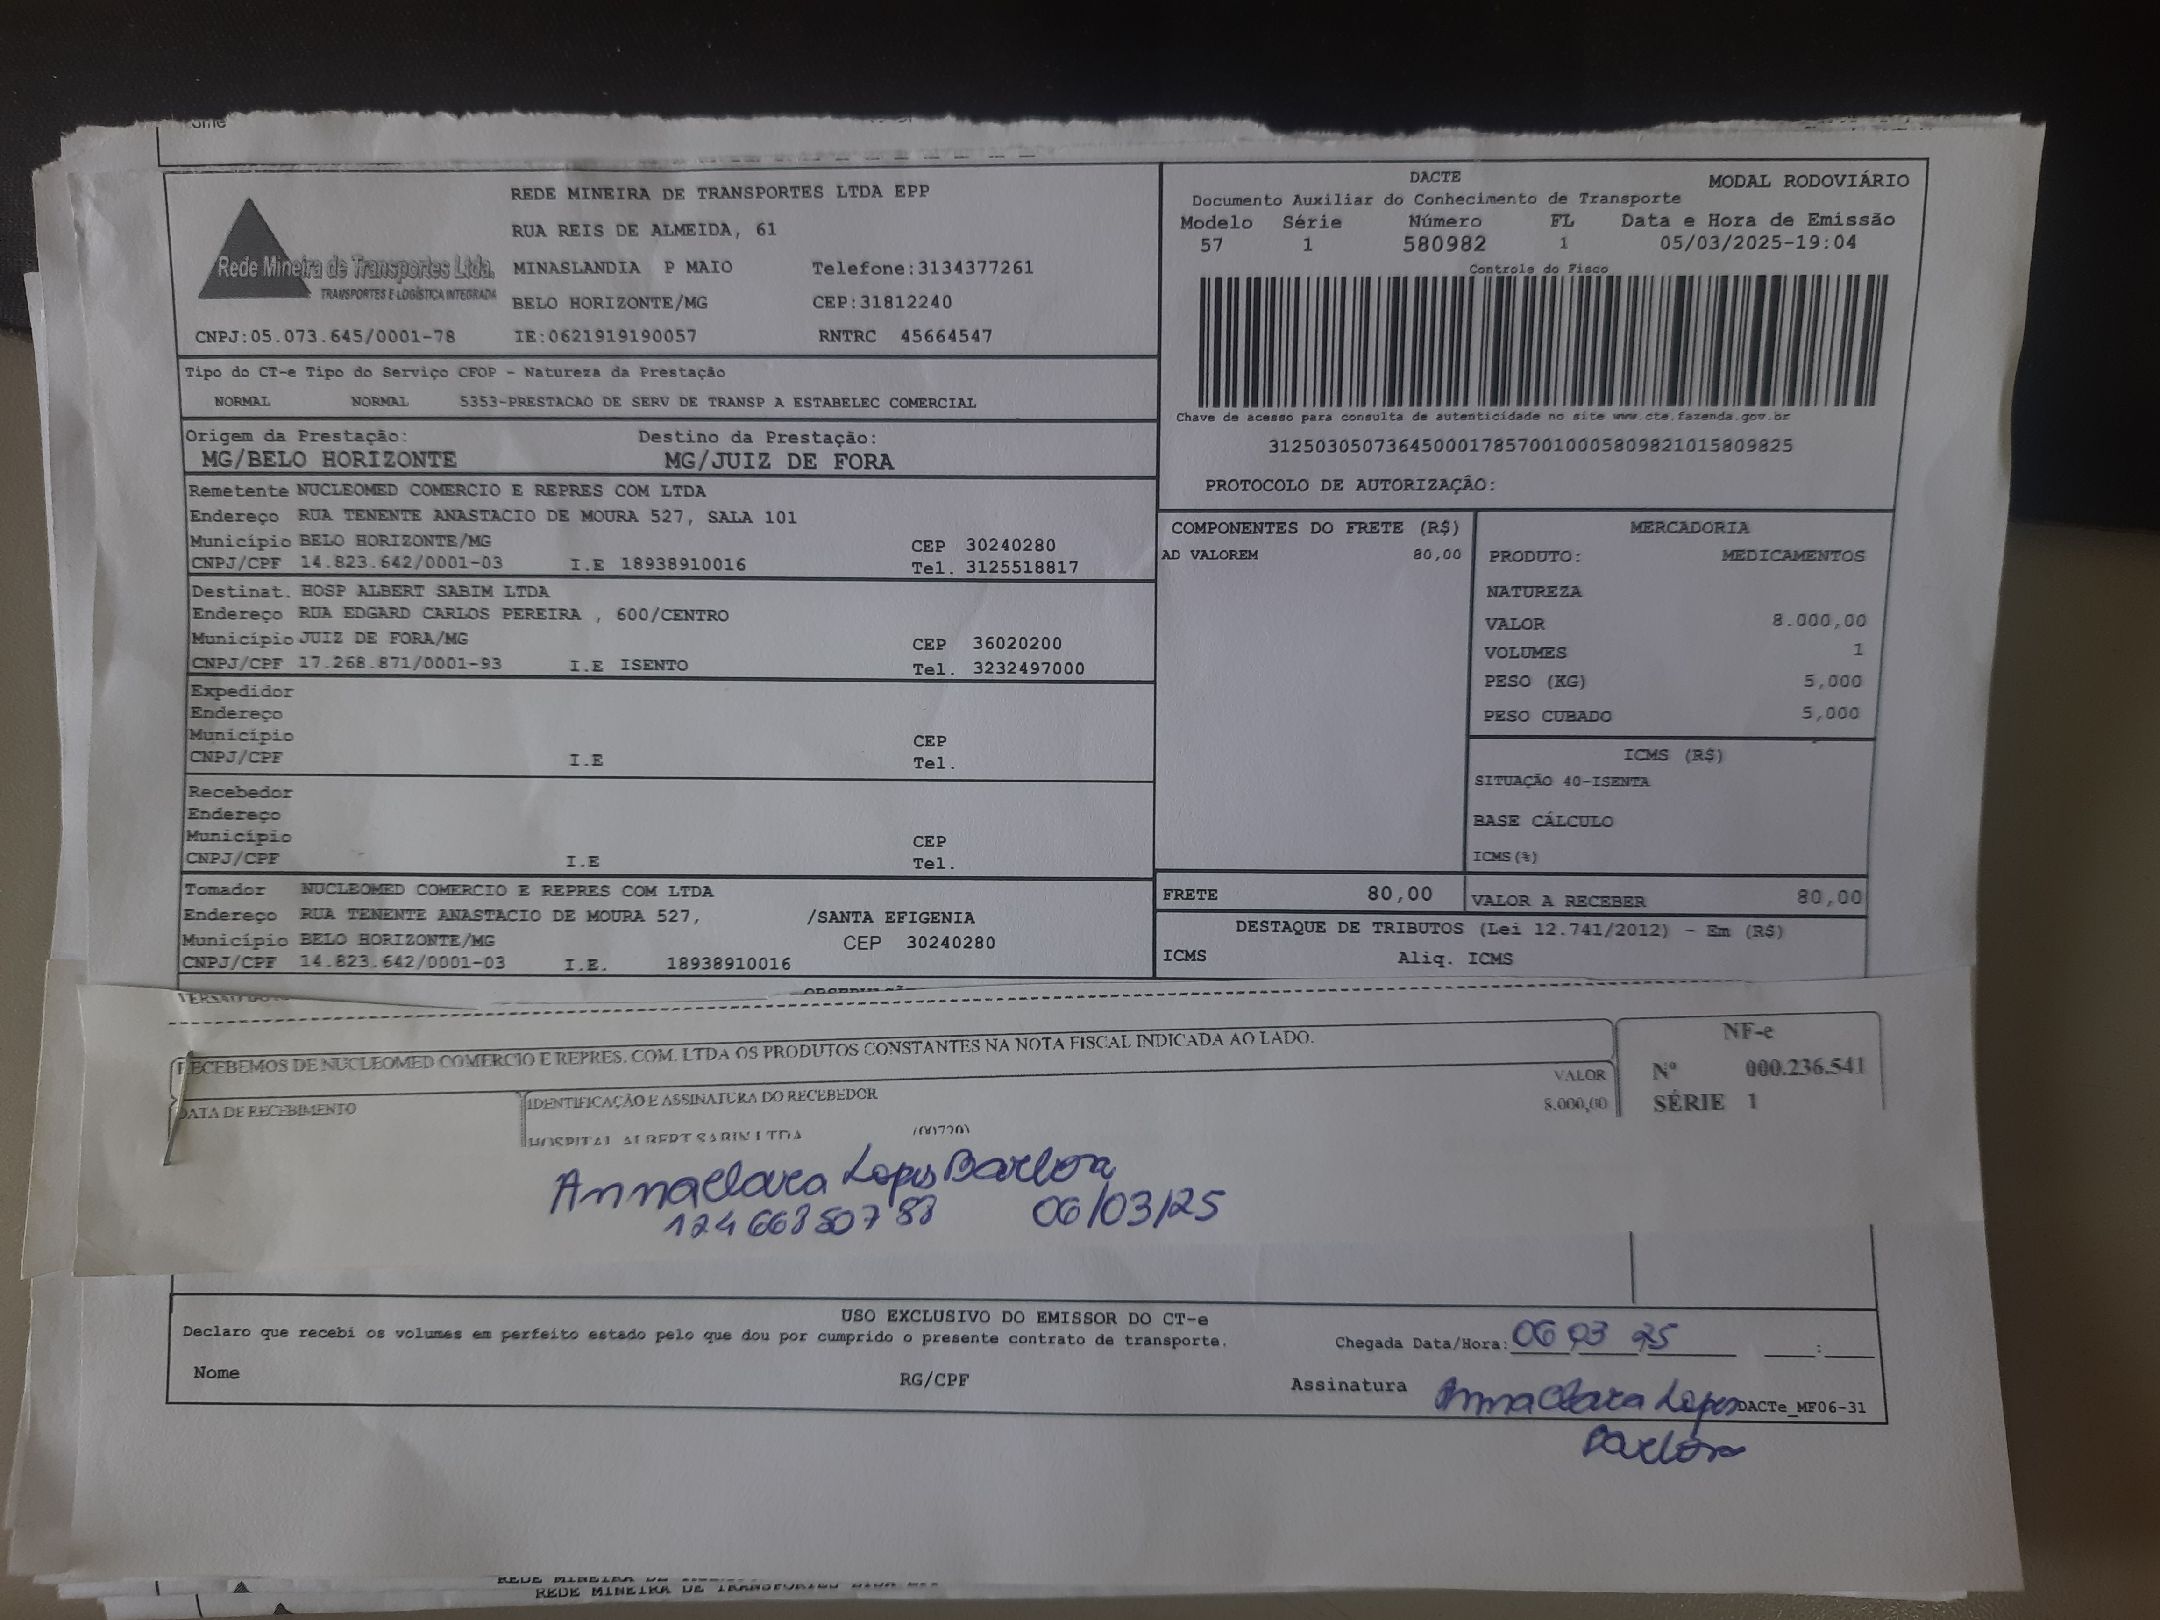 ome
Rede Mineira de Transportes Ltda.
TRANSPORTES E LOGÍSTICA INTEGRADA
REDE MINEIRA DE TRANSPORTES LTDA EPP
RUA REIS DE ALMEIDA, 61
MINASLANDIA P MAIO Telefone:3134377261
BELO HORIZONTE/MG CEP:31812240
CNPJ:05.073.645/0001-78 IE:0621919190057 RNTRC 45664547
DACTE MODAL RODOVIÁRIO
Documento Auxiliar do Conhecimento de Transporte
Modelo Série Número FL Data e Hora de Emissão
57 1 580982 1 05/03/2025-19:04
Controle do Fisco
Chave de acesso para consulta de autenticidade no site www.cte.fazenda.gov.br
31250305073645000178570010005809821015809825
PROTOCOLO DE AUTORIZAÇÃO:
Tipo do CT-e Tipo do Serviço CFOP - Natureza da Prestação
NORMAL NORMAL 5353-PRESTACAO DE SERV DE TRANSP A ESTABELEC COMERCIAL
Origem da Prestação: Destino da Prestação:
MG/BELO HORIZONTE MG/JUIZ DE FORA
Remetente NUCLEOMED COMERCIO E REPRES COM LTDA
Endereço RUA TENENTE ANASTACIO DE MOURA 527, SALA 101
Município BELO HORIZONTE/MG CEP 30240280
CNPJ/CPF 14.823.642/0001-03 I.E 18938910016 Tel. 3125518817
Destinat. HOSP ALBERT SABIM LTDA
Endereço RUA EDGARD CARLOS PEREIRA , 600/CENTRO
Município JUIZ DE FORA/MG CEP 36020200
CNPJ/CPF 17.268.871/0001-93 I.E ISENTO Tel. 3232497000
Expedidor
Endereço
Município CEP
CNPJ/CPF I.E Tel.
Recebedor
Endereço
Município CEP
CNPJ/CPF I.E Tel.
Tomador NUCLEOMED COMERCIO E REPRES COM LTDA
Endereço RUA TENENTE ANASTACIO DE MOURA 527, /SANTA EFIGENIA
Município BELO HORIZONTE/MG CEP 30240280
CNPJ/CPF 14.823.642/0001-03 I.E. 18938910016
COMPONENTES DO FRETE (R$)
AD VALOREM 80,00
MERCADORIA
PRODUTO: MEDICAMENTOS
NATUREZA
VALOR 8.000,00
VOLUMES 1
PESO (KG) 5,000
PESO CUBADO 5,000
ICMS (R$)
SITUAÇÃO 40-ISENTA
BASE CÁLCULO
ICMS(%)
FRETE 80,00 VALOR A RECEBER 80,00
DESTAQUE DE TRIBUTOS (Lei 12.741/2012) - Em (R$)
ICMS Aliq. ICMS
RECEBEMOS DE NUCLEOMED COMERCIO E REPRES. COM. LTDA OS PRODUTOS CONSTANTES NA NOTA FISCAL INDICADA AO LADO.
DATA DE RECEBIMENTO
IDENTIFICAÇÃO E ASSINATURA DO RECEBEDOR
HOSPITAL ALBERT SABIN LTDA (00720)
VALOR
8.000,00
NF-e
Nº 000.236.541
SÉRIE 1
Anna Clara Lopes Barbosa
06/03/25
USO EXCLUSIVO DO EMISSOR DO CT-e
Declaro que recebi os volumes em perfeito estado pelo que dou por cumprido o presente contrato de transporte.
Chegada Data/Hora: 06 03 25 :
Nome RG/CPF Assinatura Anna Clara Lopes
DACTe_MF06-31
Barbosa
REDE MINEIRA DE TRANSPORTES LTDA EPP